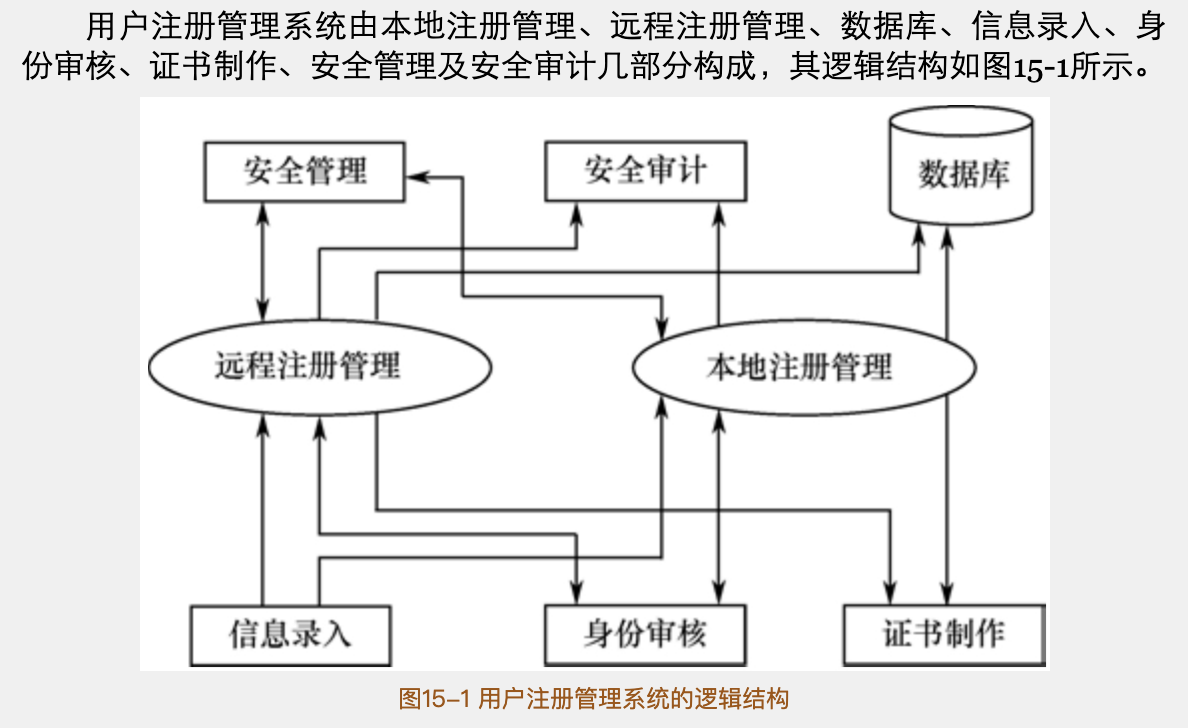 用户注册管理系统由本地注册管理、远程注册管理、数据库、信息录入、身
份审核、证书制作、安全管理及安全审计几部分构成，其逻辑结构如图15-1所示。
安全管理
安全审计
数据库
远程注册管理
本地注册管理
信息录入
身份审核
证书制作
图15–1 用户注册管理系统的逻辑结构